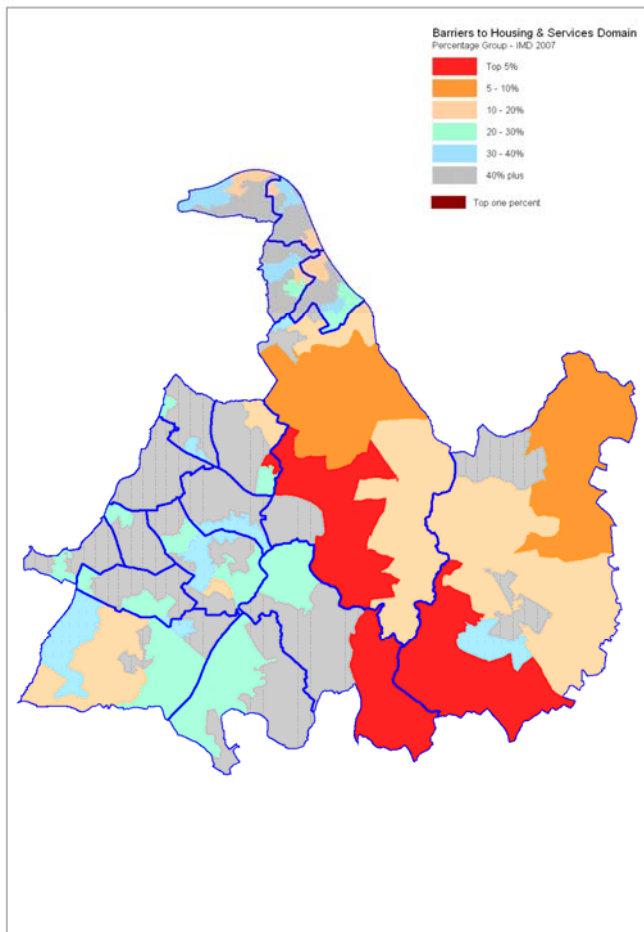 Barriers to Housing & Services Domain
Percentage Group - IMD 2007
Top 5%
5 - 10%
10 - 20%
20 - 30%
30 - 40%
40% plus
Top one percent